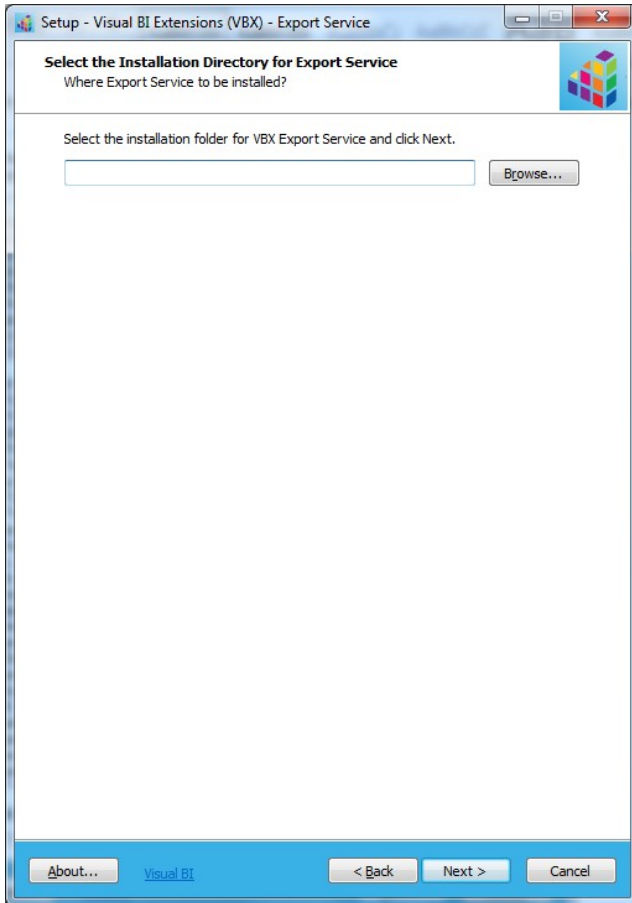 Setup - Visual BI Extensions (VBX) - Export Service
Select the Installation Directory for Export Service
Where Export Service to be installed?
Select the installation folder for VBX Export Service and click Next.
Browse...
About...
Visual BI
< Back
Next >
Cancel